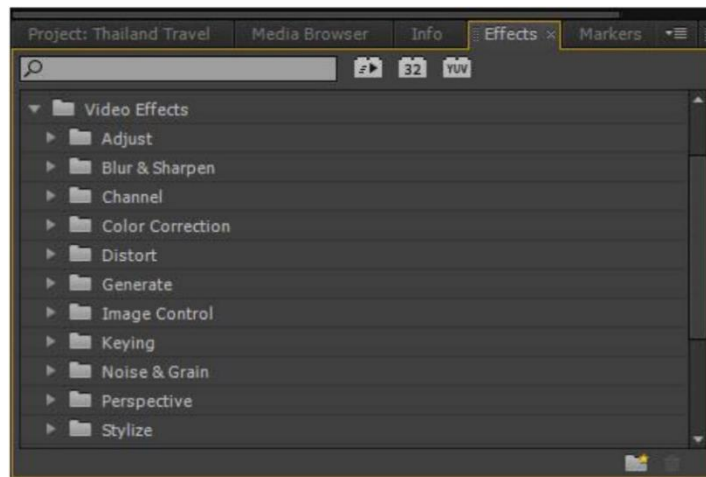 Project: Thailand Travel Media Browser Info Effects × Markers
32 YUV
Video Effects
Adjust
Blur & Sharpen
Channel
Color Correction
Distort
Generate
Image Control
Keying
Noise & Grain
Perspective
Stylize